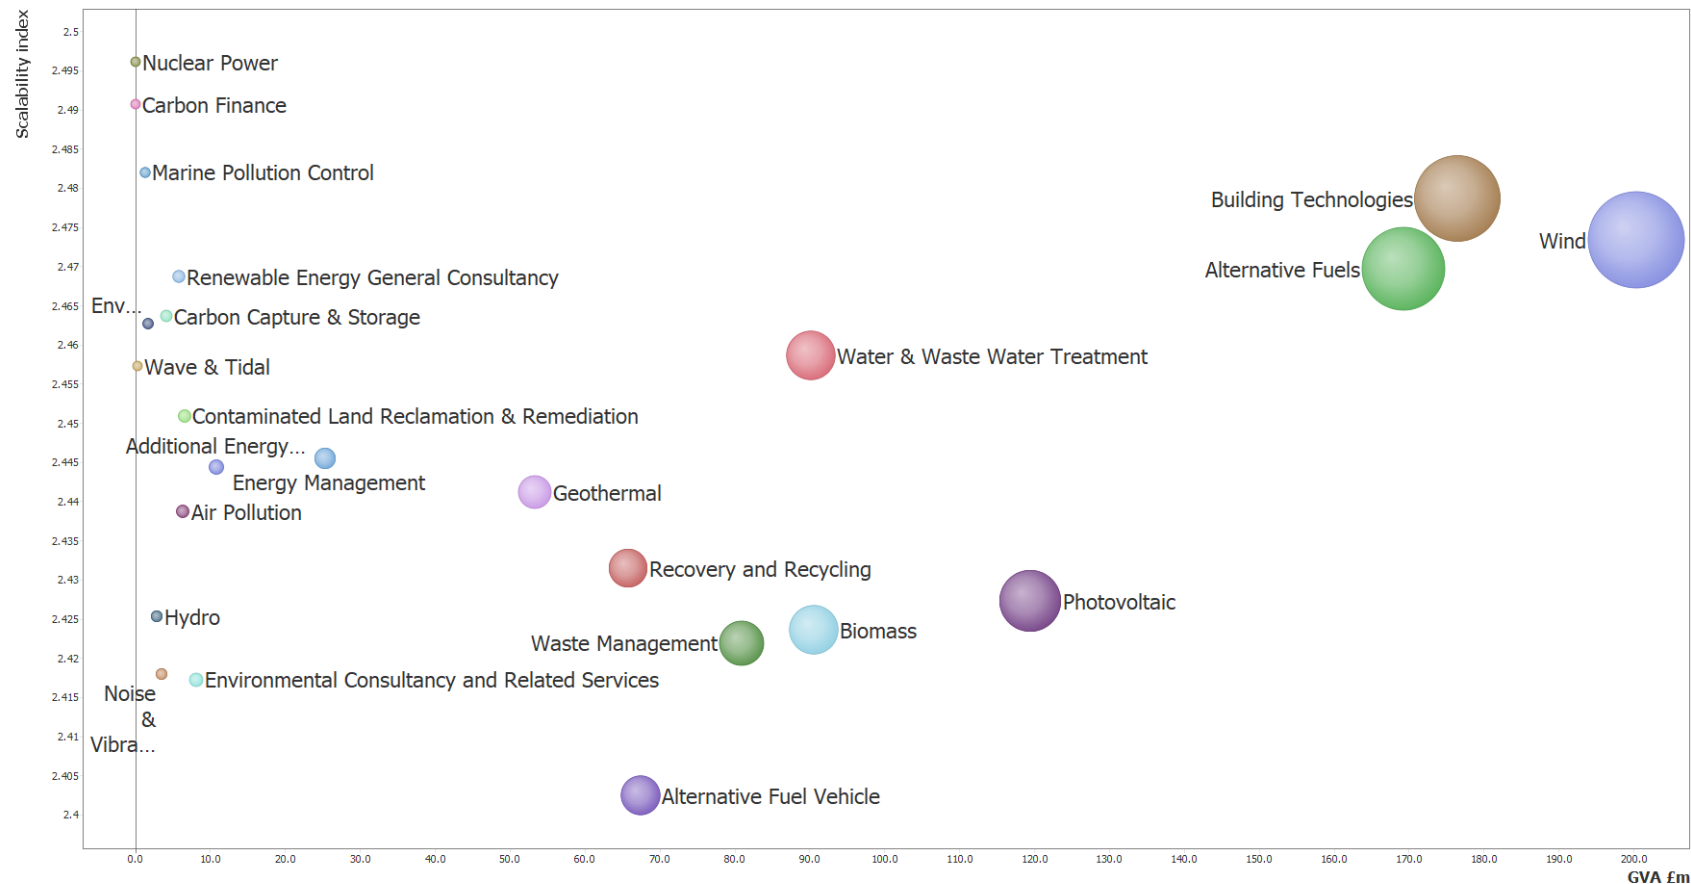 Scalability index
2.5
2.495
2.49
2.485
2.48
2.475
2.47
2.465
2.46
2.455
2.45
2.445
2.44
2.435
2.43
2.425
2.42
2.415
2.41
2.405
2.4
Nuclear Power
Carbon Finance
Marine Pollution Control
Building Technologies
Wind
Alternative Fuels
Renewable Energy General Consultancy
Env...
Carbon Capture & Storage
Water & Waste Water Treatment
Wave & Tidal
Contaminated Land Reclamation & Remediation
Additional Energy...
Energy Management
Geothermal
Air Pollution
Recovery and Recycling
Photovoltaic
Hydro
Biomass
Waste Management
Environmental Consultancy and Related Services
Noise
&
Vibra...
Alternative Fuel Vehicle
0.0 10.0 20.0 30.0 40.0 50.0 60.0 70.0 80.0 90.0 100.0 110.0 120.0 130.0 140.0 150.0 160.0 170.0 180.0 190.0 200.0
GVA £m